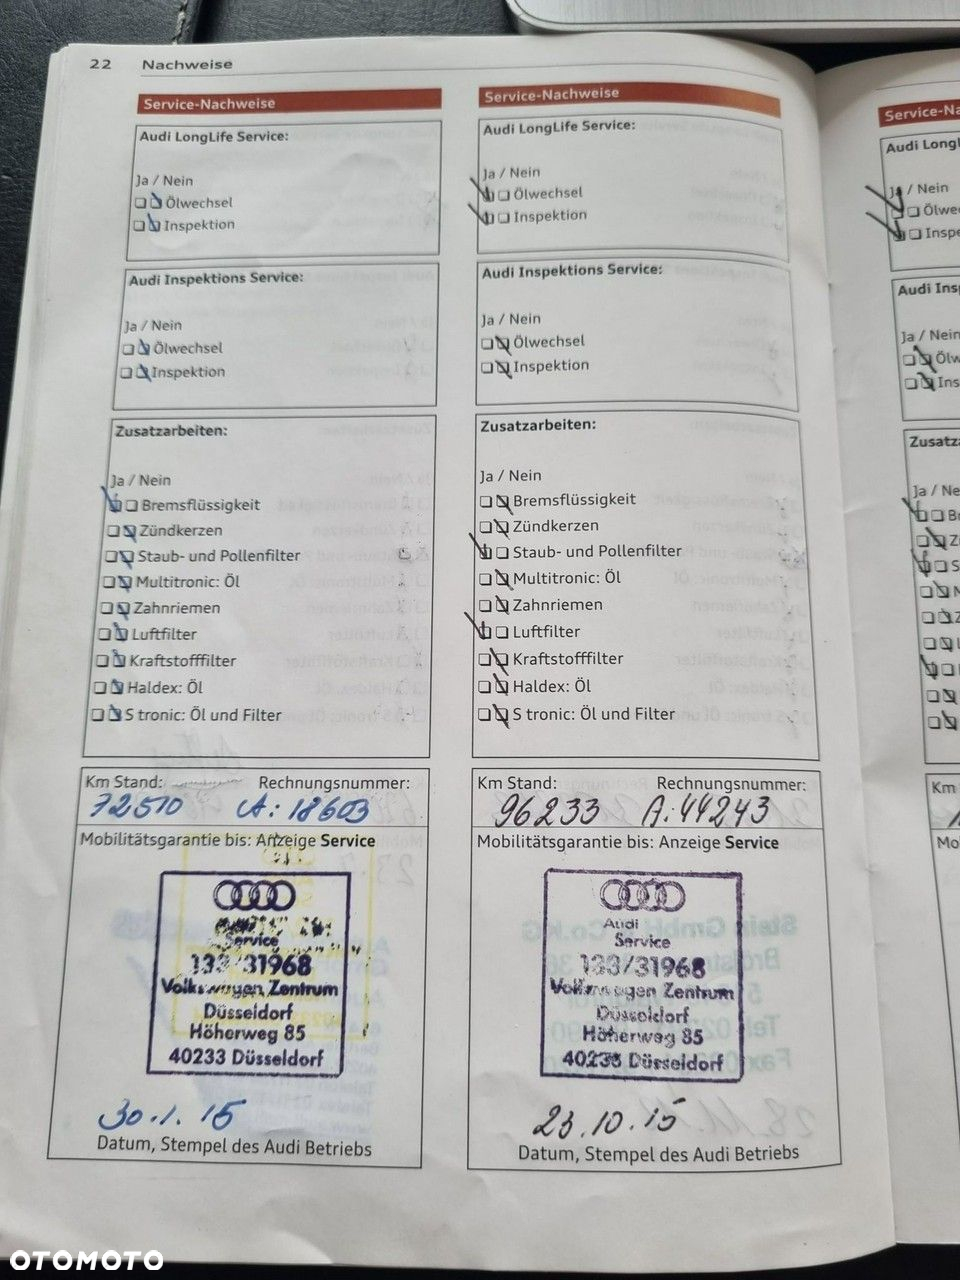 22 Nachweise
Service-Nachweise
Audi LongLife Service:
Ja / Nein
Ölwechsel
Inspektion
Audi Inspektions Service:
Ja / Nein
Ölwechsel
Inspektion
Zusatzarbeiten:
Ja / Nein
Bremsflüssigkeit
Zündkerzen
Staub- und Pollenfilter
Multitronic: Öl
Zahnriemen
Luftfilter
Kraftstofffilter
Haldex: Öl
S tronic: Öl und Filter
Km Stand: Rechnungsnummer:
72510 A: 18603
Mobilitätsgarantie bis: Anzeige Service
Service
133/31968
Volkswagen Zentrum
Düsseldorf
Höherweg 85
40233 Düsseldorf
30.1.15
Datum, Stempel des Audi Betriebs
Service-Nachweise
Audi LongLife Service:
Ja / Nein
Ölwechsel
Inspektion
Audi Inspektions Service:
Ja / Nein
Ölwechsel
Inspektion
Zusatzarbeiten:
Ja / Nein
Bremsflüssigkeit
Zündkerzen
Staub- und Pollenfilter
Multitronic: Öl
Zahnriemen
Luftfilter
Kraftstofffilter
Haldex: Öl
S tronic: Öl und Filter
Km Stand: Rechnungsnummer:
96233 A: 44243
Mobilitätsgarantie bis: Anzeige Service
Audi
Service
133/31968
Volkswagen Zentrum
Düsseldorf
Höherweg 85
40233 Düsseldorf
23.10.15
Datum, Stempel des Audi Betriebs
Service-Na
Audi Longl
Ja / Nein
Ölwe
Inspe
Audi Insp
Ja / Nein
Ölw
Ins
Zusatz
Ja / Ne
Km
Mo
OTOMOTO